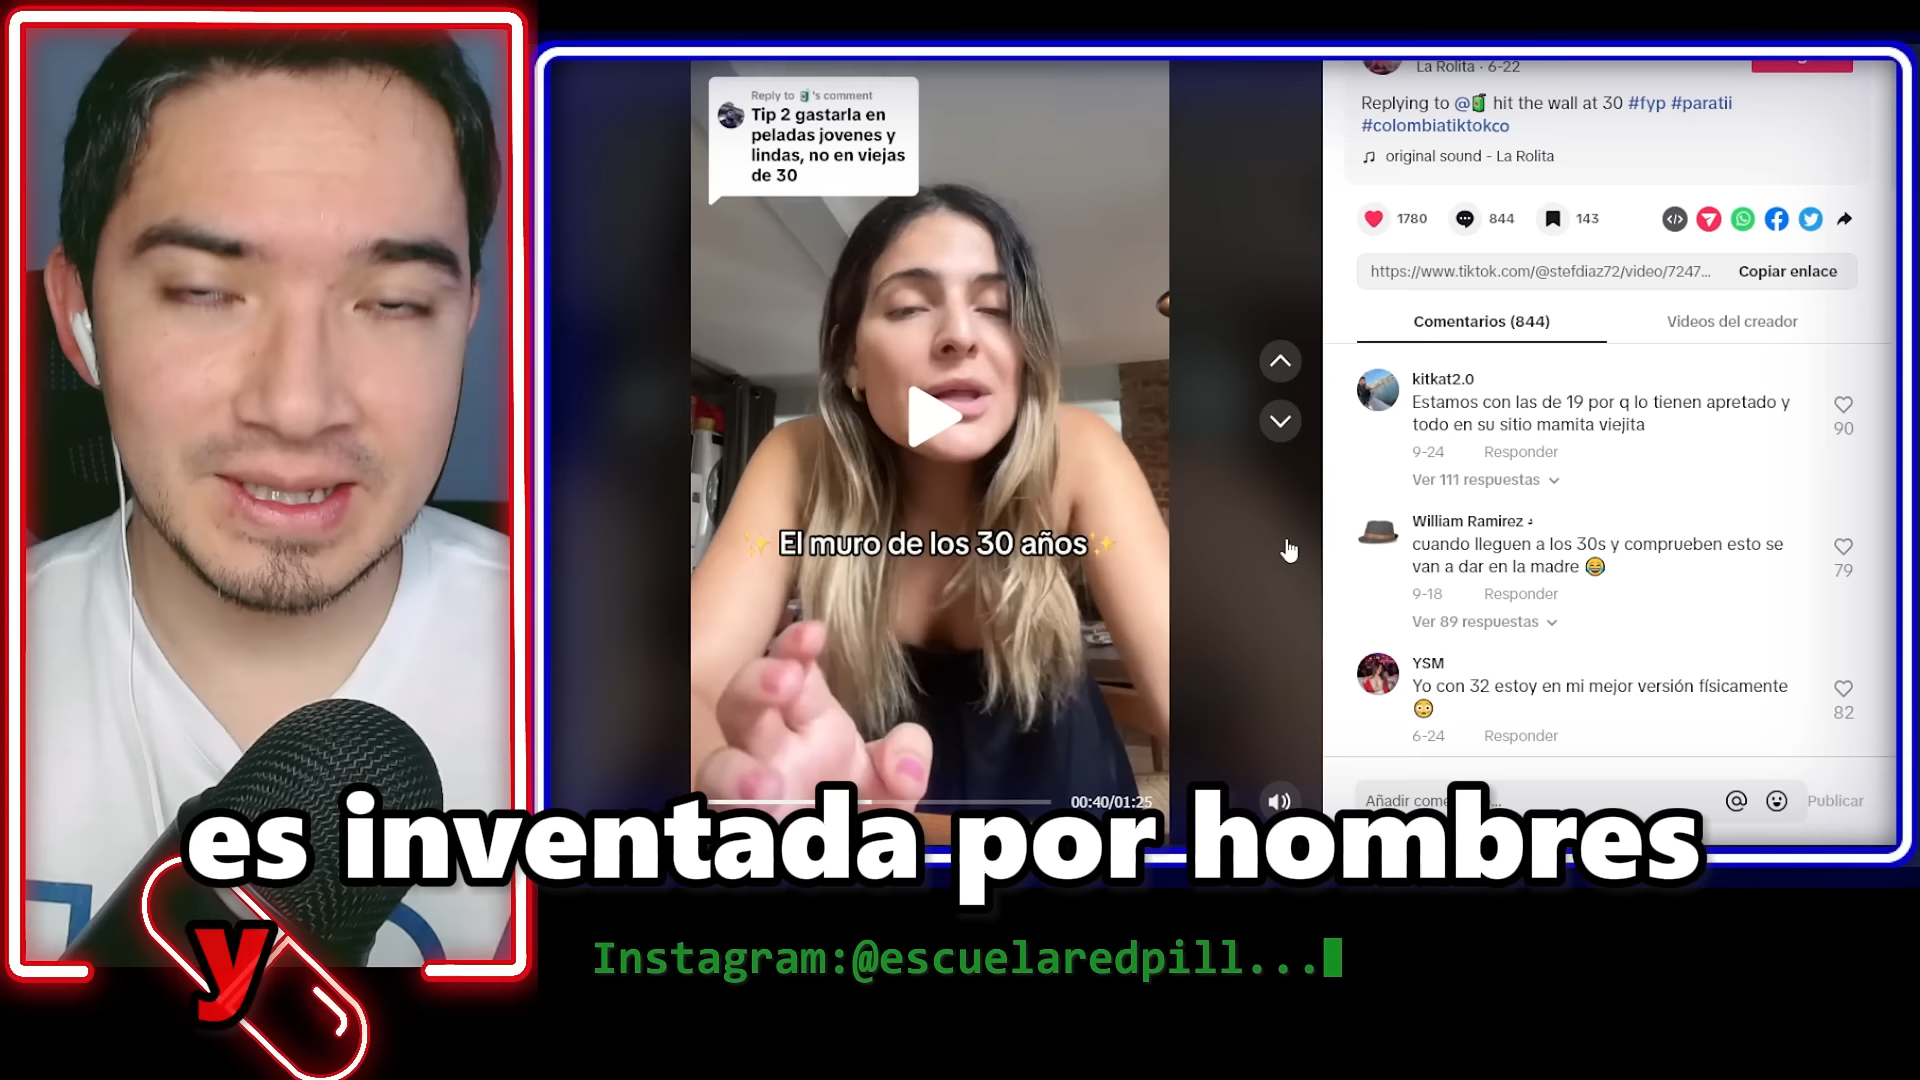 Reply to 's comment
Tip 2 gastarla en
peladas jovenes y
lindas, no en viejas
de 30
✨ El muro de los 30 años ✨
00:40/01:25
La Rolita · 6-22
Replying to @ hit the wall at 30 #fyp #paratii
#colombiatiktokco
♫ original sound - La Rolita
1780
844
143
https://www.tiktok.com/@stefdiaz72/video/7247...
Copiar enlace
Comentarios (844)
Videos del creador
kitkat2.0
Estamos con las de 19 por q lo tienen apretado y
todo en su sitio mamita viejita
90
9-24 Responder
Ver 111 respuestas
William Ramirez
cuando lleguen a los 30s y comprueben esto se
van a dar en la madre 😂
79
9-18 Responder
Ver 89 respuestas
YSM
Yo con 32 estoy en mi mejor versión físicamente
😳
82
6-24 Responder
Añadir
Publicar
es inventada por hombres
y
Instagram:@escuelaredpill...